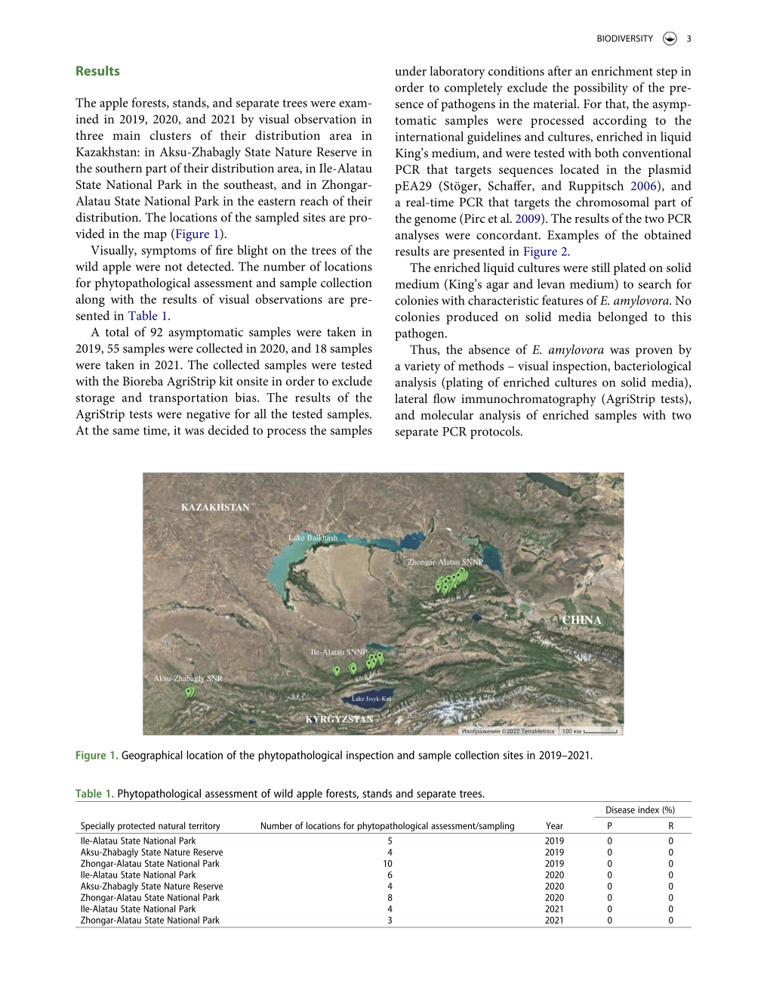 BIODIVERSITY 3
Results
The apple forests, stands, and separate trees were exam-
ined in 2019, 2020, and 2021 by visual observation in
three main clusters of their distribution area in
Kazakhstan: in Aksu-Zhabagly State Nature Reserve in
the southern part of their distribution area, in Ile-Alatau
State National Park in the southeast, and in Zhongar-
Alatau State National Park in the eastern reach of their
distribution. The locations of the sampled sites are pro-
vided in the map (Figure 1).
Visually, symptoms of fire blight on the trees of the
wild apple were not detected. The number of locations
for phytopathological assessment and sample collection
along with the results of visual observations are pre-
sented in Table 1.
A total of 92 asymptomatic samples were taken in
2019, 55 samples were collected in 2020, and 18 samples
were taken in 2021. The collected samples were tested
with the Bioreba AgriStrip kit onsite in order to exclude
storage and transportation bias. The results of the
AgriStrip tests were negative for all the tested samples.
At the same time, it was decided to process the samples
under laboratory conditions after an enrichment step in
order to completely exclude the possibility of the pre-
sence of pathogens in the material. For that, the asymp-
tomatic samples were processed according to the
international guidelines and cultures, enriched in liquid
King's medium, and were tested with both conventional
PCR that targets sequences located in the plasmid
pEA29 (Stöger, Schaffer, and Ruppitsch 2006), and
a real-time PCR that targets the chromosomal part of
the genome (Pirc et al. 2009). The results of the two PCR
analyses were concordant. Examples of the obtained
results are presented in Figure 2.
The enriched liquid cultures were still plated on solid
medium (King's agar and levan medium) to search for
colonies with characteristic features of E. amylovora. No
colonies produced on solid media belonged to this
pathogen.
Thus, the absence of E. amylovora was proven by
a variety of methods – visual inspection, bacteriological
analysis (plating of enriched cultures on solid media),
lateral flow immunochromatography (AgriStrip tests),
and molecular analysis of enriched samples with two
separate PCR protocols.
KAZAKHSTAN
Lake Balkhash
Zhongar-Alatau SNNP
CHINA
Ile-Alatau SNNP
Aksu-Zhabagly SNR
Lake Issyk-Kul
KYRGYZSTAN
Изображения ©2022 TerraMetrics 100 км
Figure 1. Geographical location of the phytopathological inspection and sample collection sites in 2019–2021.
Table 1. Phytopathological assessment of wild apple forests, stands and separate trees.
Disease index (%)
Specially protected natural territory Number of locations for phytopathological assessment/sampling Year P R
Ile-Alatau State National Park 5 2019 0 0
Aksu-Zhabagly State Nature Reserve 4 2019 0 0
Zhongar-Alatau State National Park 10 2019 0 0
Ile-Alatau State National Park 6 2020 0 0
Aksu-Zhabagly State Nature Reserve 4 2020 0 0
Zhongar-Alatau State National Park 8 2020 0 0
Ile-Alatau State National Park 4 2021 0 0
Zhongar-Alatau State National Park 3 2021 0 0